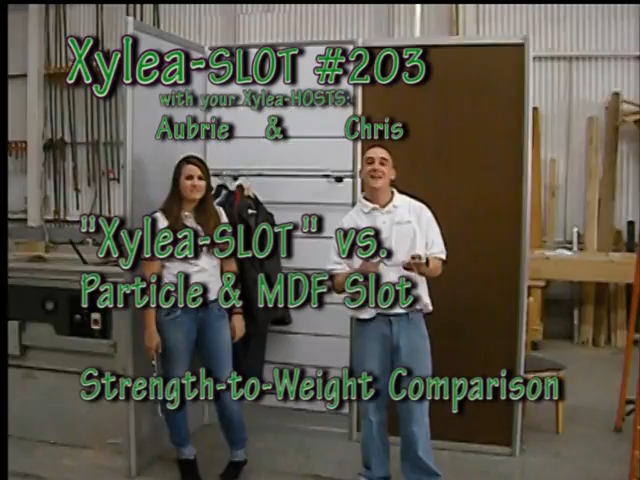 Xylea-SLOT #203
with your Xylea-HOSTS:
Aubrie & Chris
"Xylea-SLOT" vs.
Particle & MDF Slot
Strength-to-Weight Comparison